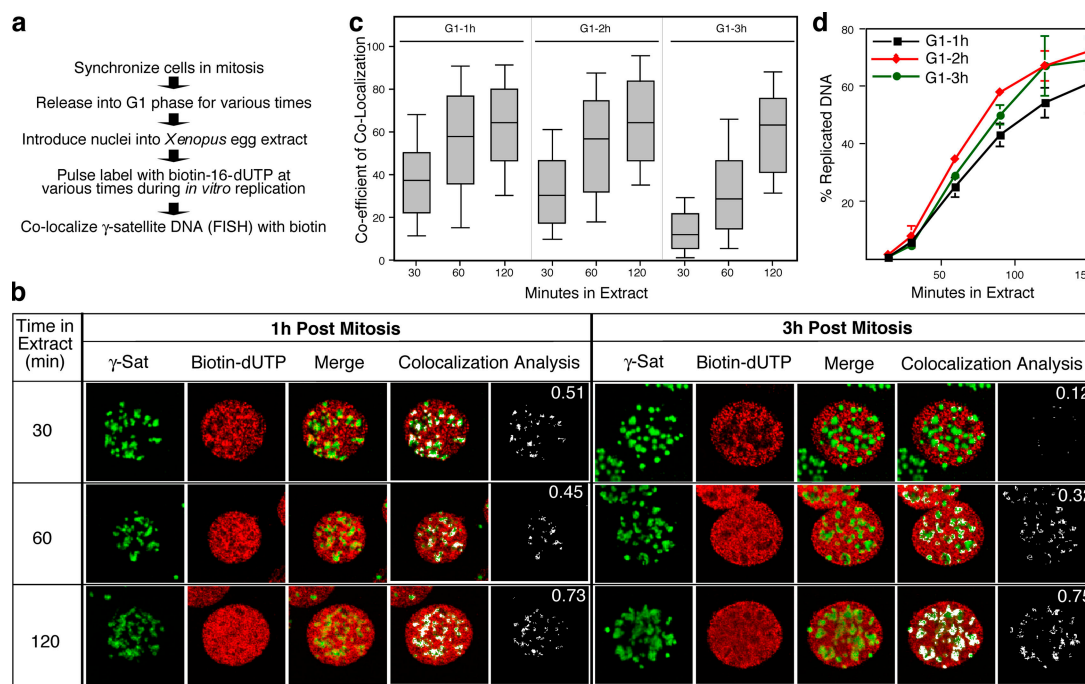 a
Synchronize cells in mitosis
Release into G1 phase for various times
Introduce nuclei into Xenopus egg extract
Pulse label with biotin-16-dUTP at
various times during in vitro replication
Co-localize γ-satellite DNA (FISH) with biotin
c
G1-1h G1-2h G1-3h
Co-efficient of Co-Localization
100
80
60
40
20
0
30 60 120 30 60 120 30 60 120
Minutes in Extract
d
G1-1h
G1-2h
G1-3h
% Replicated DNA
80
60
40
20
50 100
Minutes in Extract
b
Time in
Extract
(min)
1h Post Mitosis
3h Post Mitosis
γ-Sat Biotin-dUTP Merge Colocalization Analysis
γ-Sat Biotin-dUTP Merge Colocalization Analysis
30
0.51
0.12
60
0.45
120
0.73
0.75